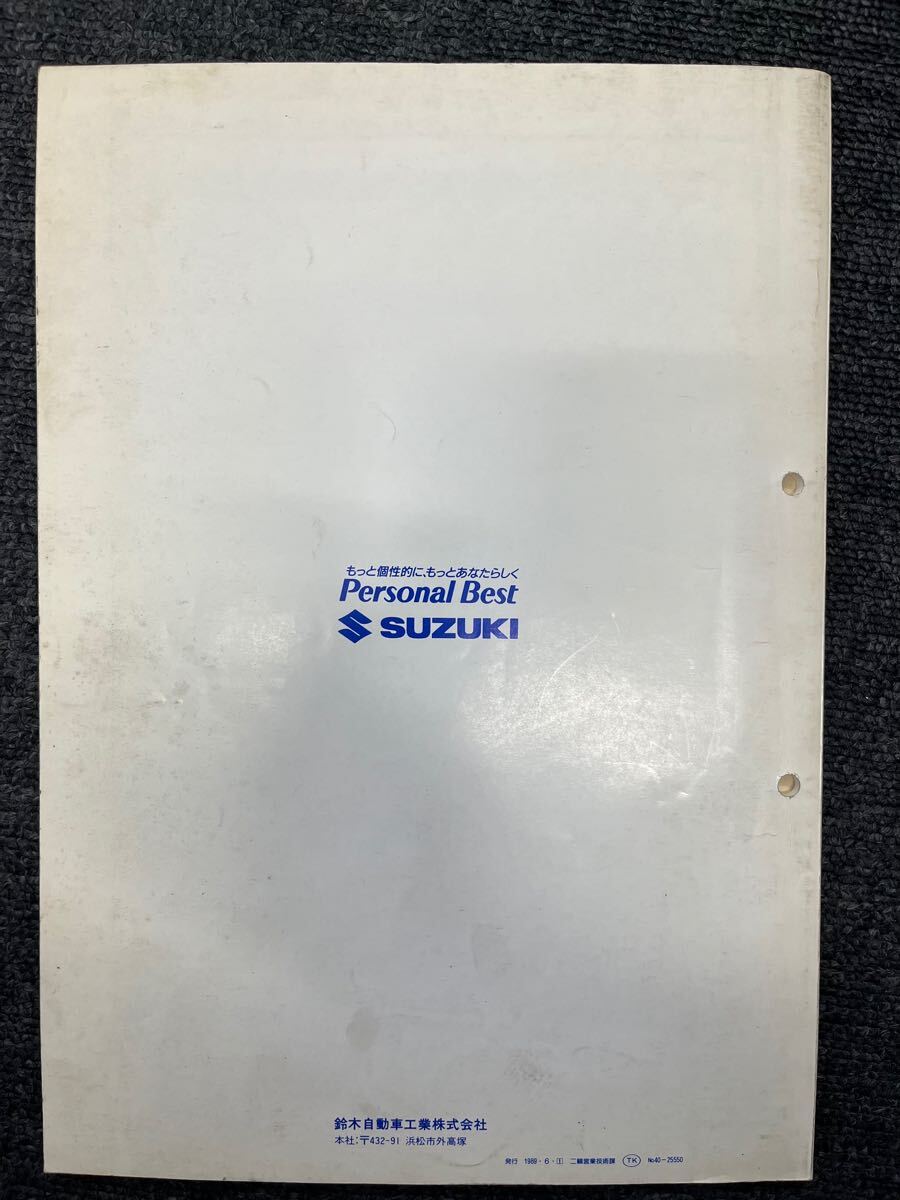 もっと個性的に、もっとあなたらしく
Personal Best
SUZUKI
鈴木自動車工業株式会社
本社:〒432-91 浜松市外高塚
発行 1989・6・① 二輪営業技術課 TK No40-25550